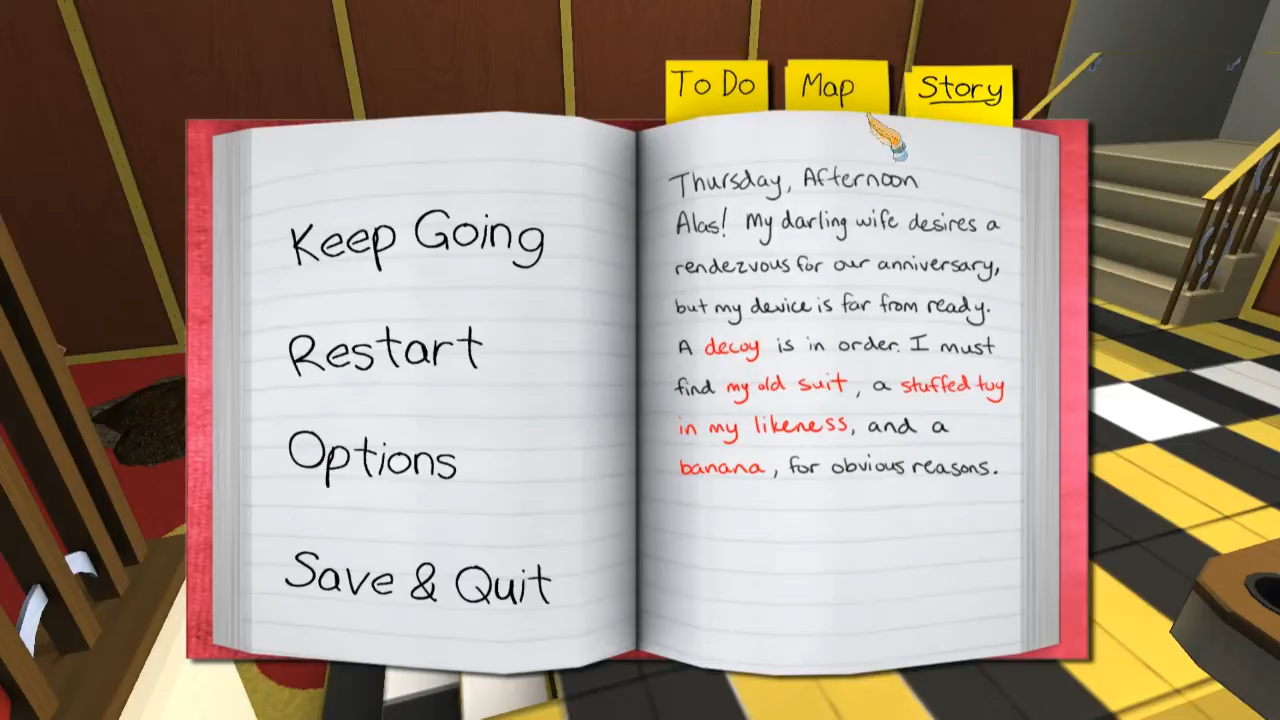 To Do
Map
Story
Keep Going
Restart
Options
Save & Quit
Thursday, Afternoon
Alas! My darling wife desires a
rendezvous for our anniversary,
but my device is far from ready.
A decoy is in order. I must
find my old suit, a stuffed toy
in my likeness, and a
banana, for obvious reasons.